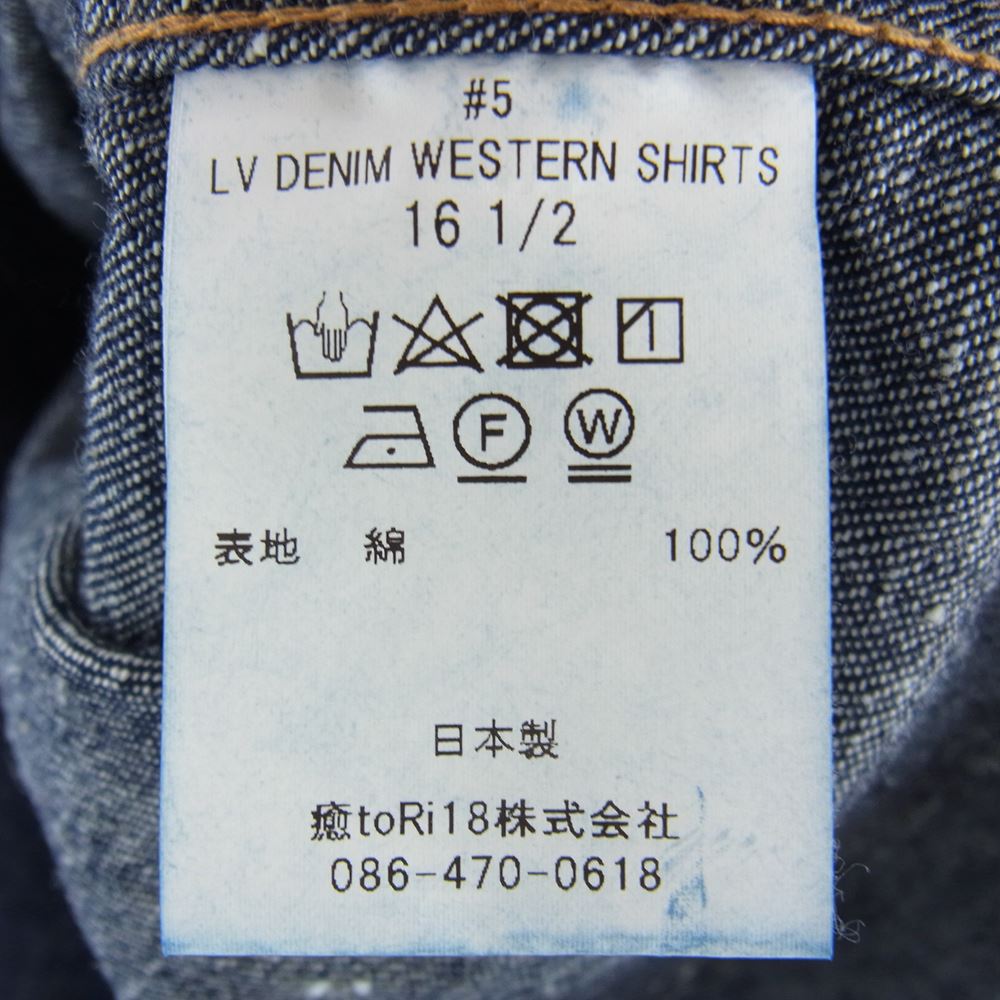 #5
LV DENIM WESTERN SHIRTS
16 1/2
F W
表地 綿 100%
日本製
癒toRi18株式会社
086-470-0618